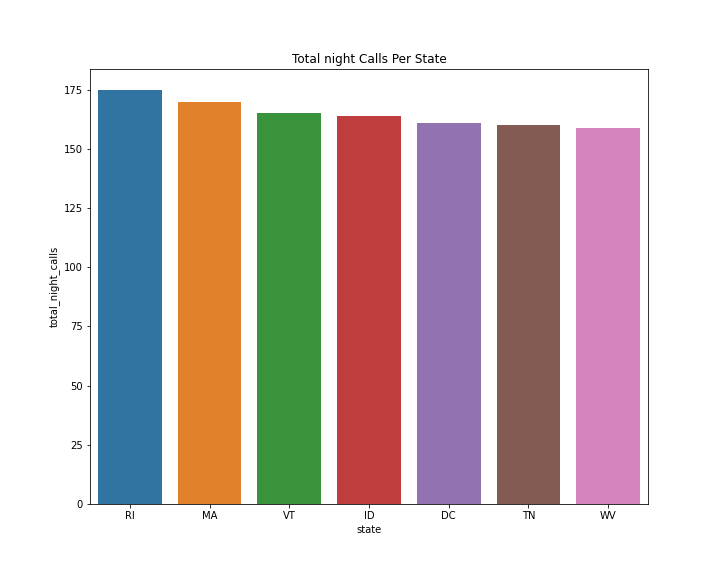 Total night Calls Per State
175
150
125
100
75
50
25
0
total_night_calls
RI MA VT ID DC TN WV
state